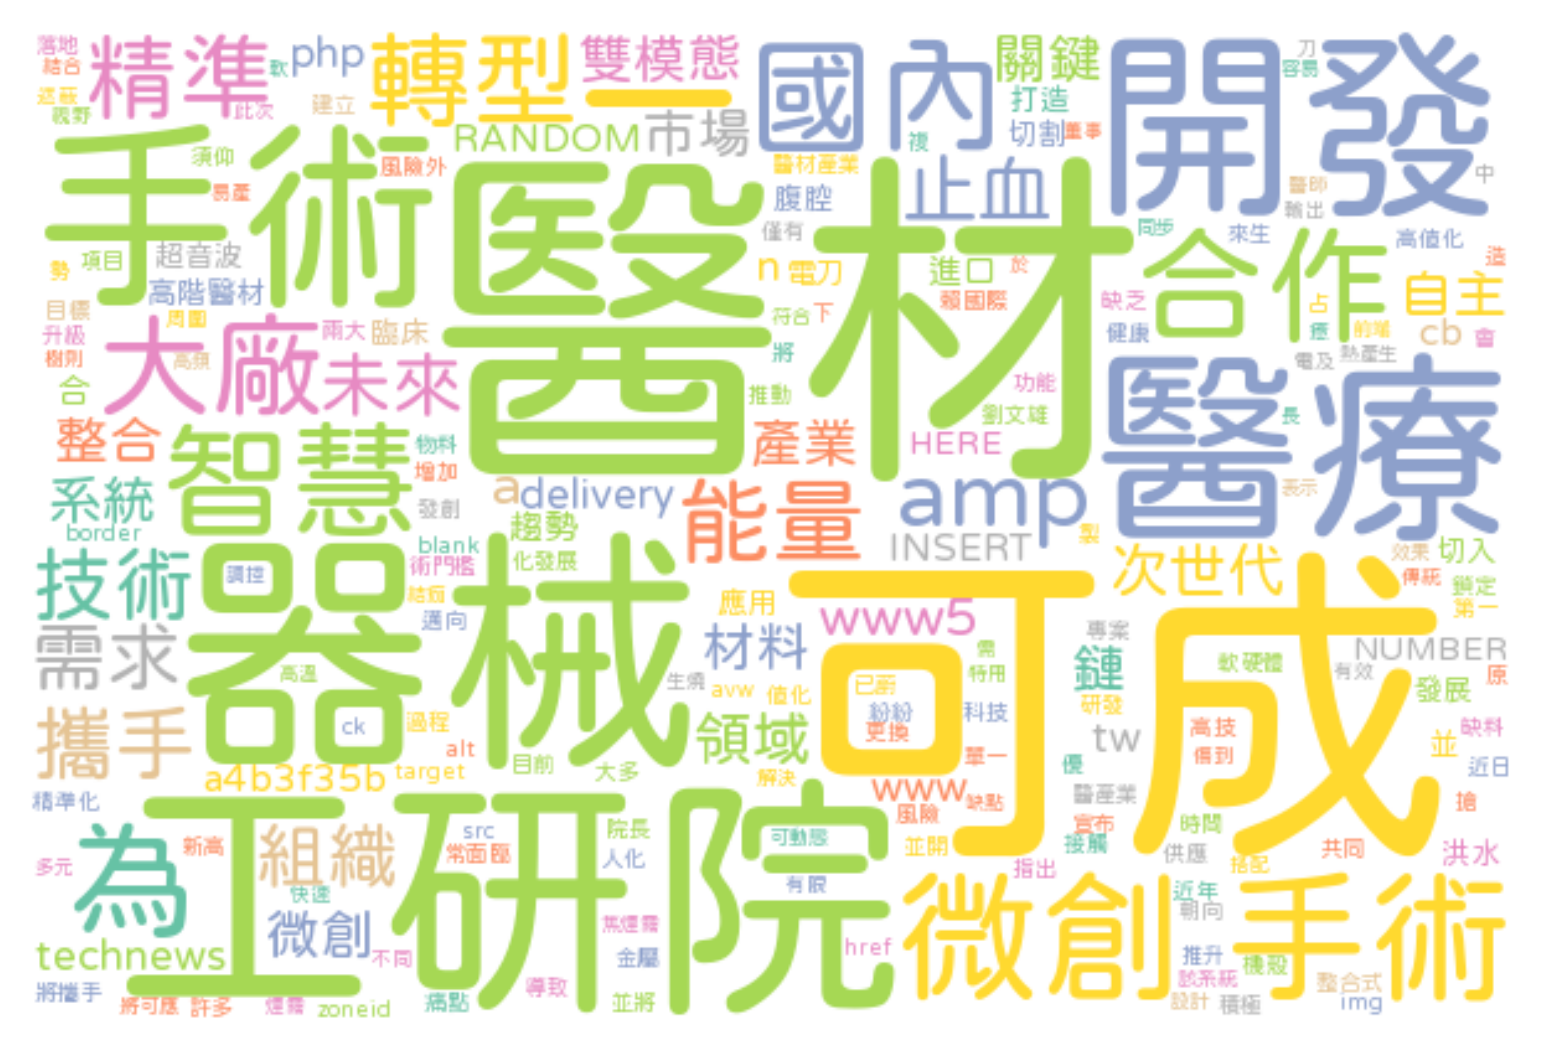 落地
結合
遮蔽
視野
精準
軟
此次
php
建立
轉型
一
雙模態
RANDOM
市場
國內
關鍵
打造
切割
董事
複
開發
刀
容易
中
手術
須仰
易產
風險外
醫材
醫材產業
腹腔
僅有
止血
同步
醫師
輸出
來生
高值化
造
勢
項目
超音波
高階醫材
目標
周圍
升級
樹則
高頻
兩大
臨床
合
大廠
未來
n
電刀
符合
下
將
推動
進口
於
賴國際
缺乏
健康
合作
占
癒
前端
電及
熱產生
自主
cb
會
功能
劉文雄
HERE
長
醫療
表示
整合
智慧
物料
增加
發創
產業
系統
border
a
delivery
能量
amp
INSERT
製
趨勢
化發展
blank
術門檻
結痂
邁向
技術
器械
調控
次世代
效果
傳統
切入
鎖定
第一
需求
高溫
應用
材料
www5
可成
專案
鏈
需
特用
NUMBER
軟硬體
有效
原
發展
生燒
avw
值化
已廝
紛紛
更換
科技
研發
tw
高技
傷到
缺料
並
近日
攜手
ck
過程
alt
領域
單一
優
a4b3f35b
target
目前
大多
解決
www
風險
缺點
醫產業
宣布
接觸
時間
供應
搭配
共同
搶
洪水
精準化
為
多元
新高
組織
快速
工研院
src
常面臨
院長
人化
可動態
有限
並開
指出
微創
不同
焦煙霧
金屬
導致
href
微創手術
近年
朝向
推升
該系統
設計
機殼
積極
整合式
img
technews
將攜手
將可應
許多
煙霧
zoneid
痛點
並將